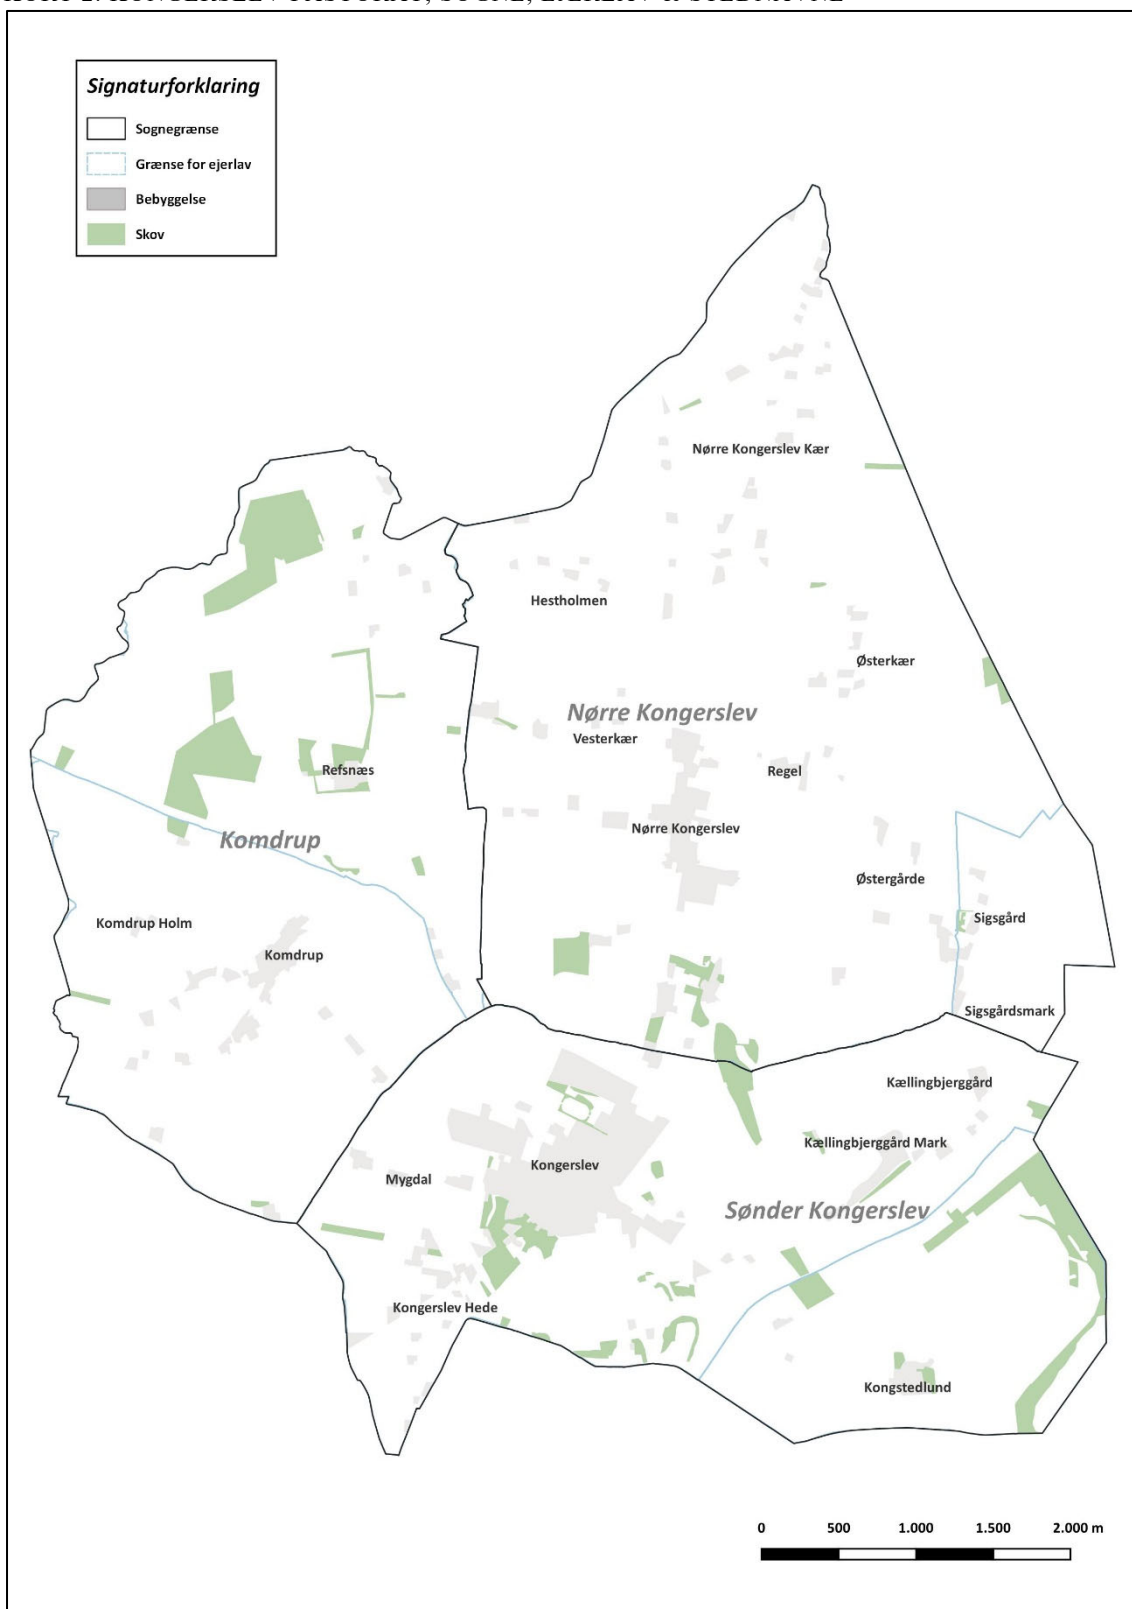 Signaturforklaring
Sognegrænse
Grænse for ejerlav
Bebyggelse
Skov
Nørre Kongerslev Kær
Hestholmen
Østerkær
Nørre Kongerslev
Vesterkær
Refsnæs
Regel
Nørre Kongerslev
Komdrup
Østergårde
Komdrup Holm
Sigsgård
Komdrup
Sigsgårdsmark
Kællingbjerggård
Kællingbjerggård Mark
Kongerslev
Mygdal
Sønder Kongerslev
Kongerslev Hede
Kongstedlund
0 500 1.000 1.500 2.000 m